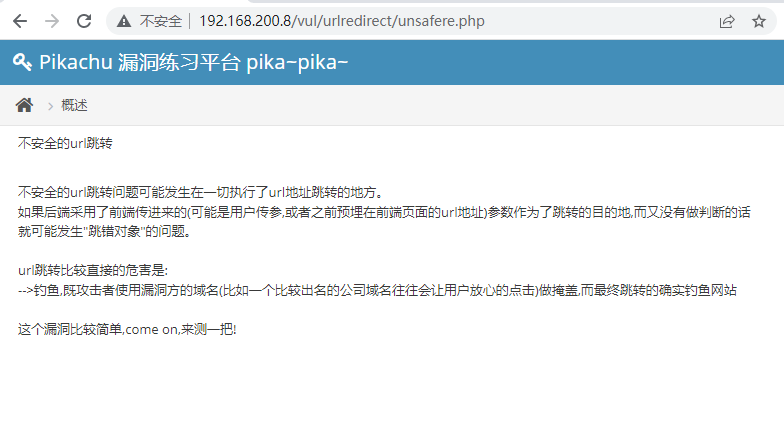 不安全 192.168.200.8/vul/urlredirect/unsafere.php
Pikachu 漏洞练习平台 pika~pika~
概述
不安全的url跳转
不安全的url跳转问题可能发生在一切执行了url地址跳转的地方。
如果后端采用了前端传进来的(可能是用户传参,或者之前预埋在前端页面的url地址)参数作为了跳转的目的地,而又没有做判断的话
就可能发生"跳错对象"的问题。
url跳转比较直接的危害是:
-->钓鱼,既攻击者使用漏洞方的域名(比如一个比较出名的公司域名往往会让用户放心的点击)做掩盖,而最终跳转的确实钓鱼网站
这个漏洞比较简单,come on,来测一把!